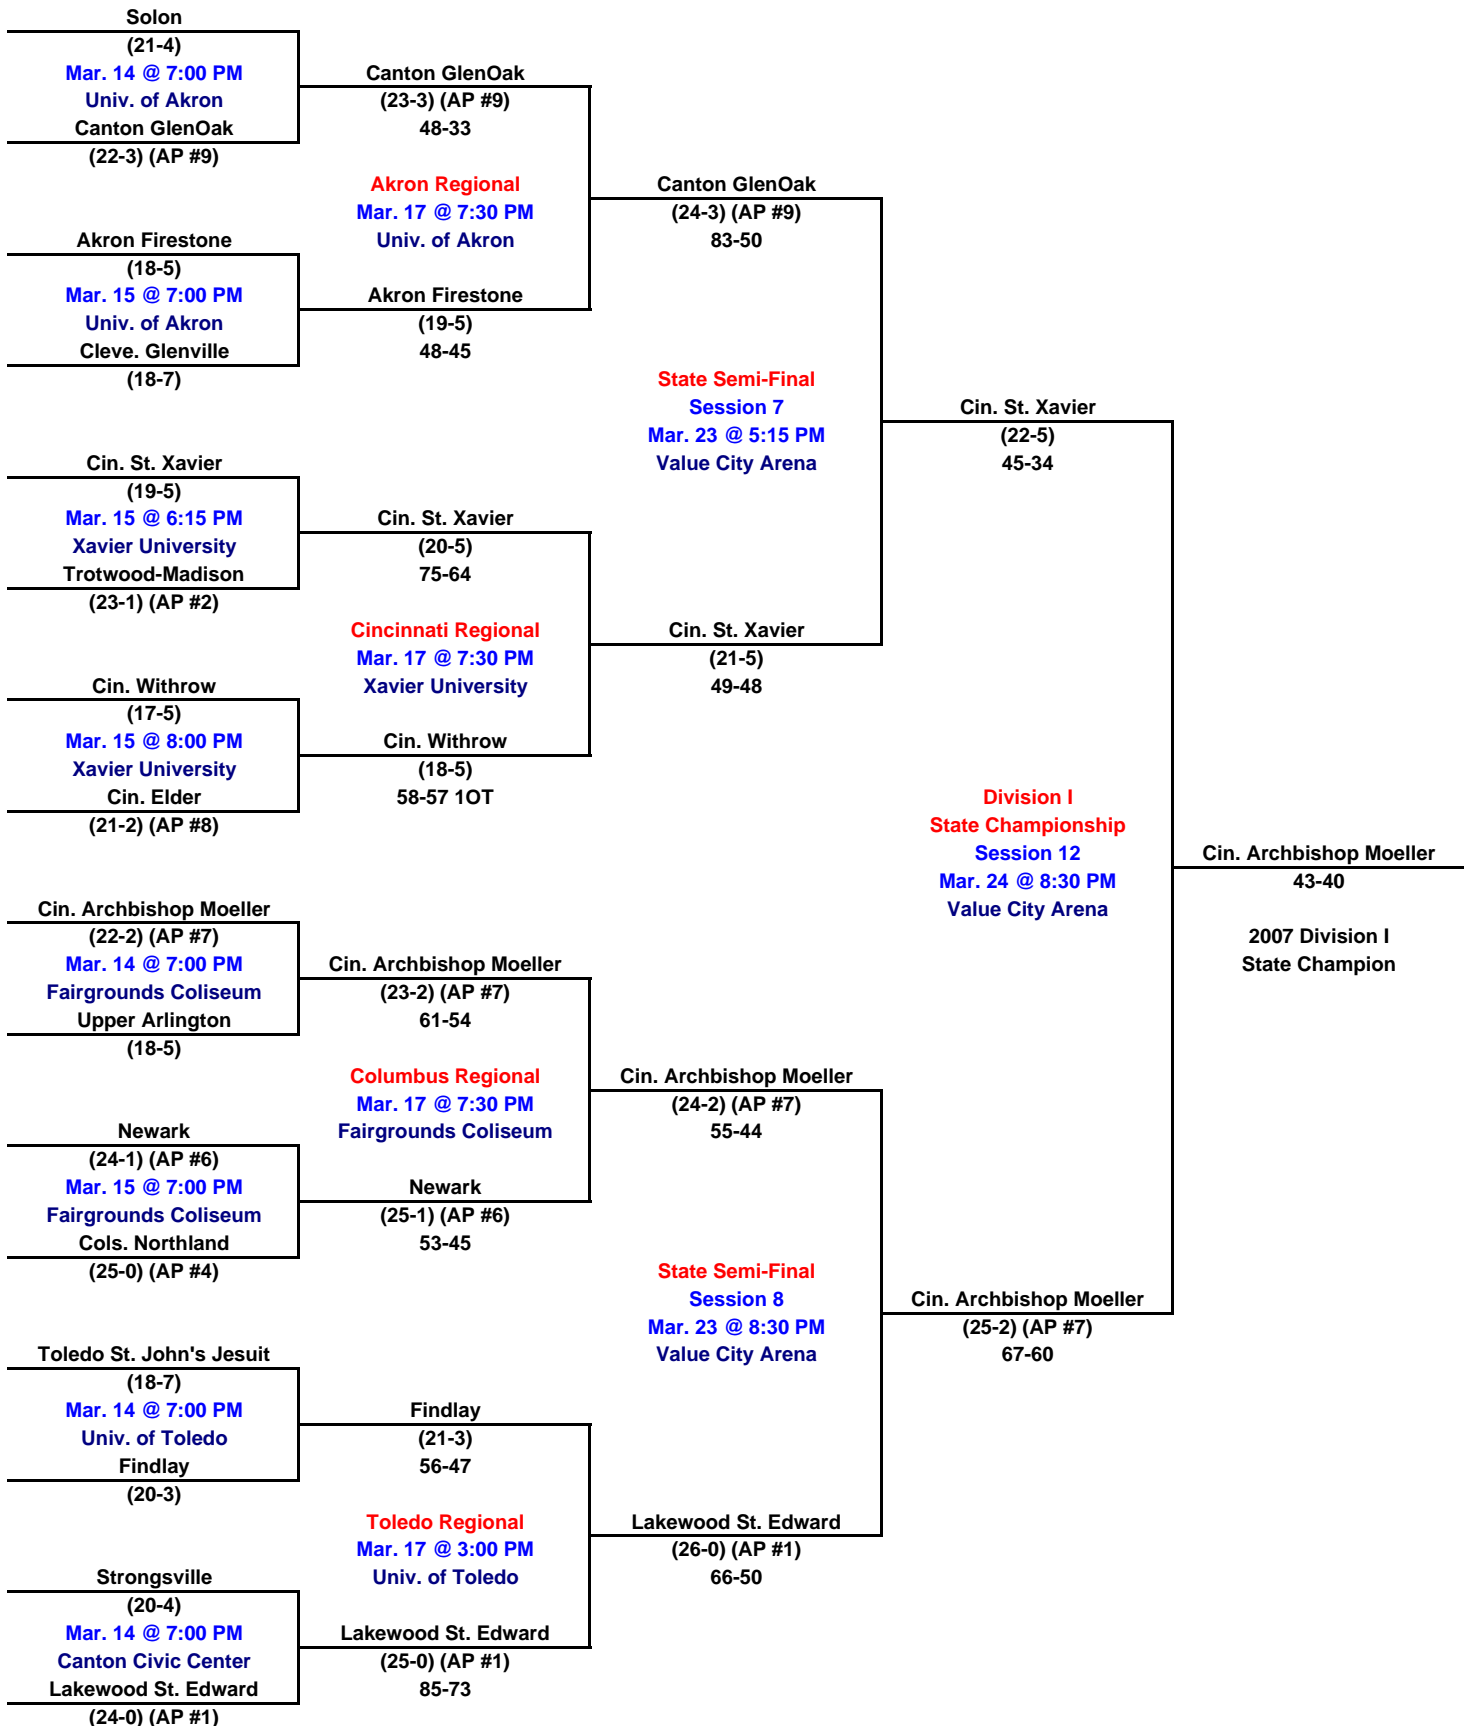 Solon
(21-4)
Mar. 14 @ 7:00 PM
Univ. of Akron
Canton GlenOak
(22-3) (AP #9)
Akron Firestone
(18-5)
Mar. 15 @ 7:00 PM
Univ. of Akron
Cleve. Glenville
(18-7)
Cin. St. Xavier
(19-5)
Mar. 15 @ 6:15 PM
Xavier University
Trotwood-Madison
(23-1) (AP #2)
Cin. Withrow
(17-5)
Mar. 15 @ 8:00 PM
Xavier University
Cin. Elder
(21-2) (AP #8)
Cin. Archbishop Moeller
(22-2) (AP #7)
Mar. 14 @ 7:00 PM
Fairgrounds Coliseum
Upper Arlington
(18-5)
Newark
(24-1) (AP #6)
Mar. 15 @ 7:00 PM
Fairgrounds Coliseum
Cols. Northland
(25-0) (AP #4)
Toledo St. John's Jesuit
(18-7)
Mar. 14 @ 7:00 PM
Univ. of Toledo
Findlay
(20-3)
Strongsville
(20-4)
Mar. 14 @ 7:00 PM
Canton Civic Center
Lakewood St. Edward
(24-0) (AP #1)
Canton GlenOak
(23-3) (AP #9)
48-33
Akron Regional
Mar. 17 @ 7:30 PM
Univ. of Akron
Akron Firestone
(19-5)
48-45
Cin. St. Xavier
(20-5)
75-64
Cincinnati Regional
Mar. 17 @ 7:30 PM
Xavier University
Cin. Withrow
(18-5)
58-57 1OT
Cin. Archbishop Moeller
(23-2) (AP #7)
61-54
Columbus Regional
Mar. 17 @ 7:30 PM
Fairgrounds Coliseum
Newark
(25-1) (AP #6)
53-45
Findlay
(21-3)
56-47
Toledo Regional
Mar. 17 @ 3:00 PM
Univ. of Toledo
Lakewood St. Edward
(25-0) (AP #1)
85-73
Canton GlenOak
(24-3) (AP #9)
83-50
State Semi-Final
Session 7
Mar. 23 @ 5:15 PM
Value City Arena
Cin. St. Xavier
(21-5)
49-48
Cin. Archbishop Moeller
(24-2) (AP #7)
55-44
State Semi-Final
Session 8
Mar. 23 @ 8:30 PM
Value City Arena
Lakewood St. Edward
(26-0) (AP #1)
66-50
Cin. St. Xavier
(22-5)
45-34
Division I
State Championship
Session 12
Mar. 24 @ 8:30 PM
Value City Arena
Cin. Archbishop Moeller
(25-2) (AP #7)
67-60
Cin. Archbishop Moeller
43-40
2007 Division I
State Champion